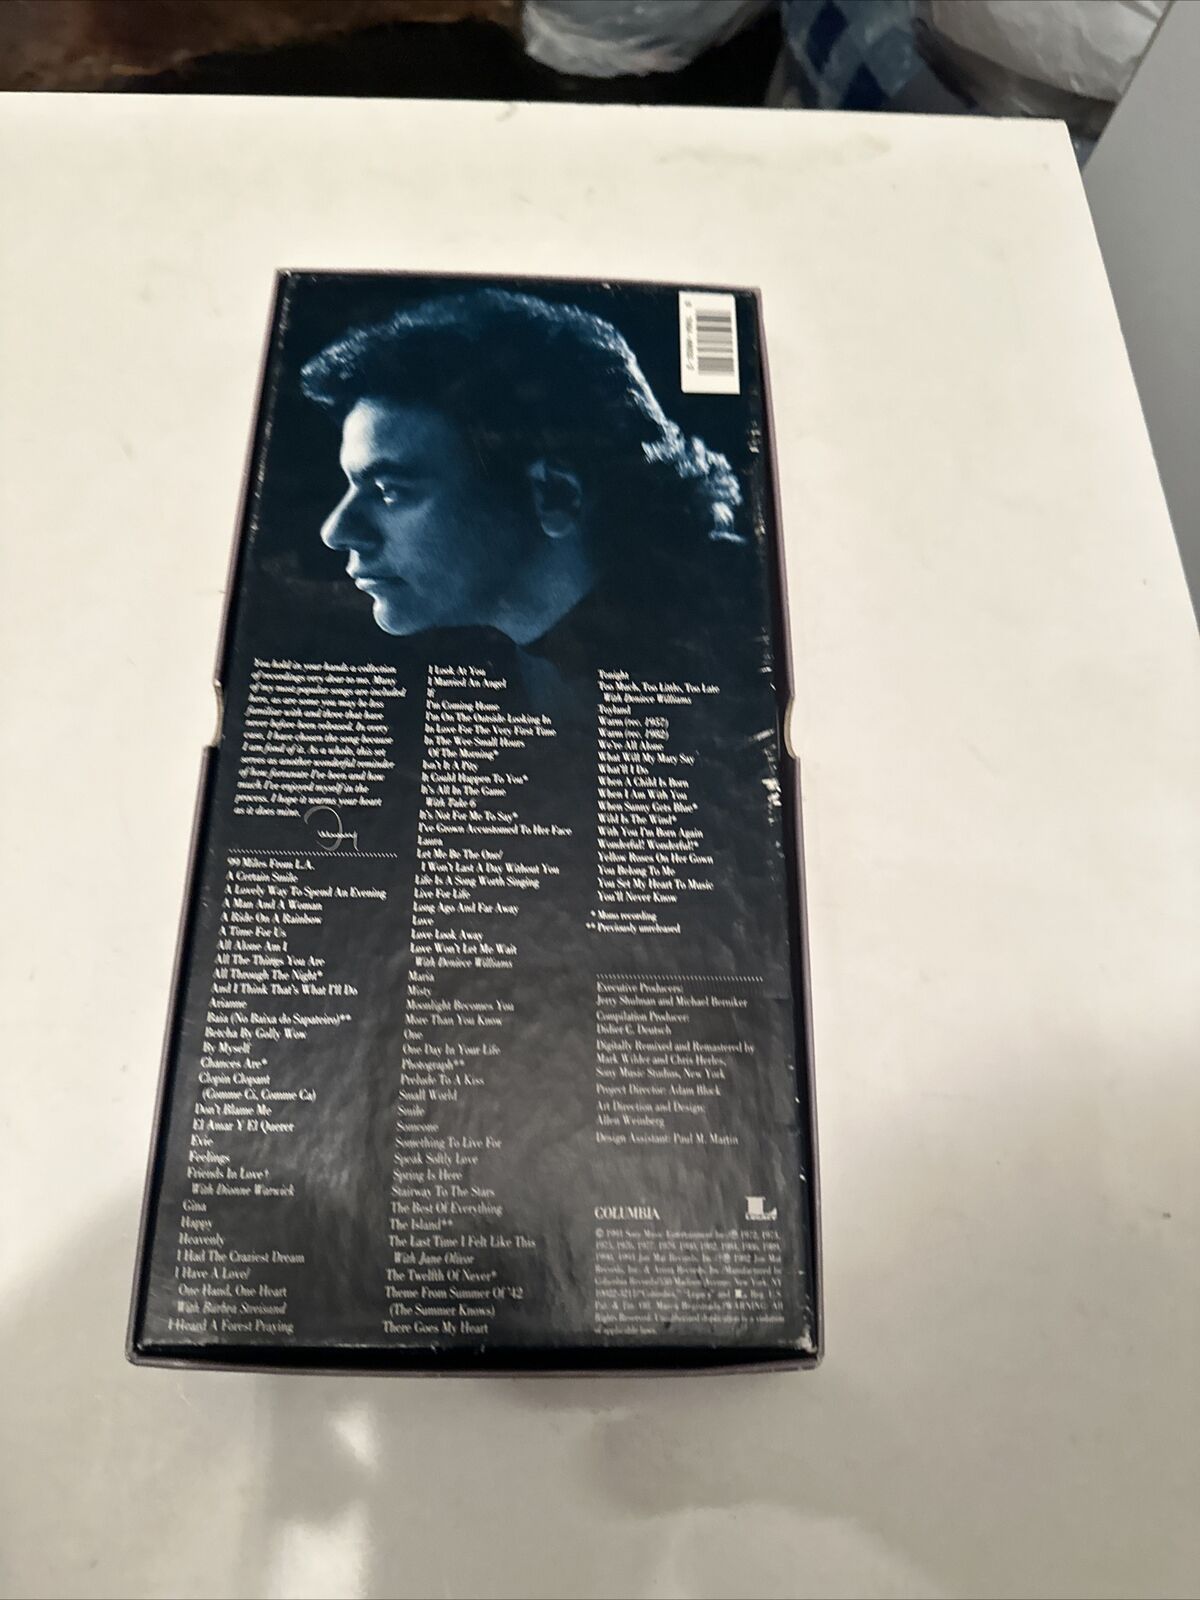 You hold in your hands a collection
of recordings very dear to me. Many
of my most popular songs are included
here, as are some you may be less
familiar with and three that have
never before been released. In every
case, I have chosen the song because
I am fond of it. As a whole, this set
serves as another wonderful reminder
of how fortunate I've been and how
much I've enjoyed myself in the
process. I hope it warms your heart
as it does mine.
99 Miles From L.A.
A Certain Smile
A Lovely Way To Spend An Evening
A Man And A Woman
A Ride On A Rainbow
A Time For Us
All Alone Am I
All The Things You Are
All Through The Night*
And I Think That's What I'll Do
Arianne
Baia (No Baixa do Sapateiro)**
Betcha By Golly Wow
By Myself
Chances Are*
Clopin Clopant
(Comme Ci, Comme Ca)
Don't Blame Me
El Amar Y El Querer
Evie
Feelings
Friends In Love†
With Dionne Warwick
Gina
Happy
Heavenly
I Had The Craziest Dream
I Have A Love/
One Hand, One Heart
With Barbra Streisand
I Heard A Forest Praying
I Look At You
I Married An Angel
If
I'm Coming Home
I'm On The Outside Looking In
In Love For The Very First Time
In The Wee Small Hours
Of The Morning*
Isn't It A Pity
It Could Happen To You*
It's All In The Game
With Take 6
It's Not For Me To Say*
I've Grown Accustomed To Her Face
Laura
Let Me Be The One/
I Won't Last A Day Without You
Life Is A Song Worth Singing
Live For Life
Long Ago And Far Away
Love
Love Look Away
Love Won't Let Me Wait
With Deniece Williams
Maria
Misty
Moonlight Becomes You
More Than You Know
One
One Day In Your Life
Photograph**
Prelude To A Kiss
Small World
Smile
Someone
Something To Live For
Speak Softly Love
Spring Is Here
Stairway To The Stars
The Best Of Everything
The Island**
The Last Time I Felt Like This
With Jane Olivor
The Twelfth Of Never*
Theme From Summer Of '42
(The Summer Knows)
There Goes My Heart
Tonight
Too Much, Too Little, Too Late
With Deniece Williams
Toyland
Warm (rec. 1957)
Warm (rec. 1982)
We're All Alone
What Will My Mary Say
What'll I Do
When A Child Is Born
When I Am With You
When Sunny Gets Blue*
Wild Is The Wind*
With You I'm Born Again
Wonderful! Wonderful!*
Yellow Roses On Her Gown
You Belong To Me
You Set My Heart To Music
You'll Never Know
* Mono recording
** Previously unreleased
Executive Producers:
Jerry Shulman and Michael Berniker
Compilation Producer:
Didier C. Deutsch
Digitally Remixed and Remastered by
Mark Wilder and Chris Herles,
Sony Music Studios, New York
Project Director: Adam Block
Art Direction and Design:
Allen Weinberg
Design Assistant: Paul M. Martin
COLUMBIA